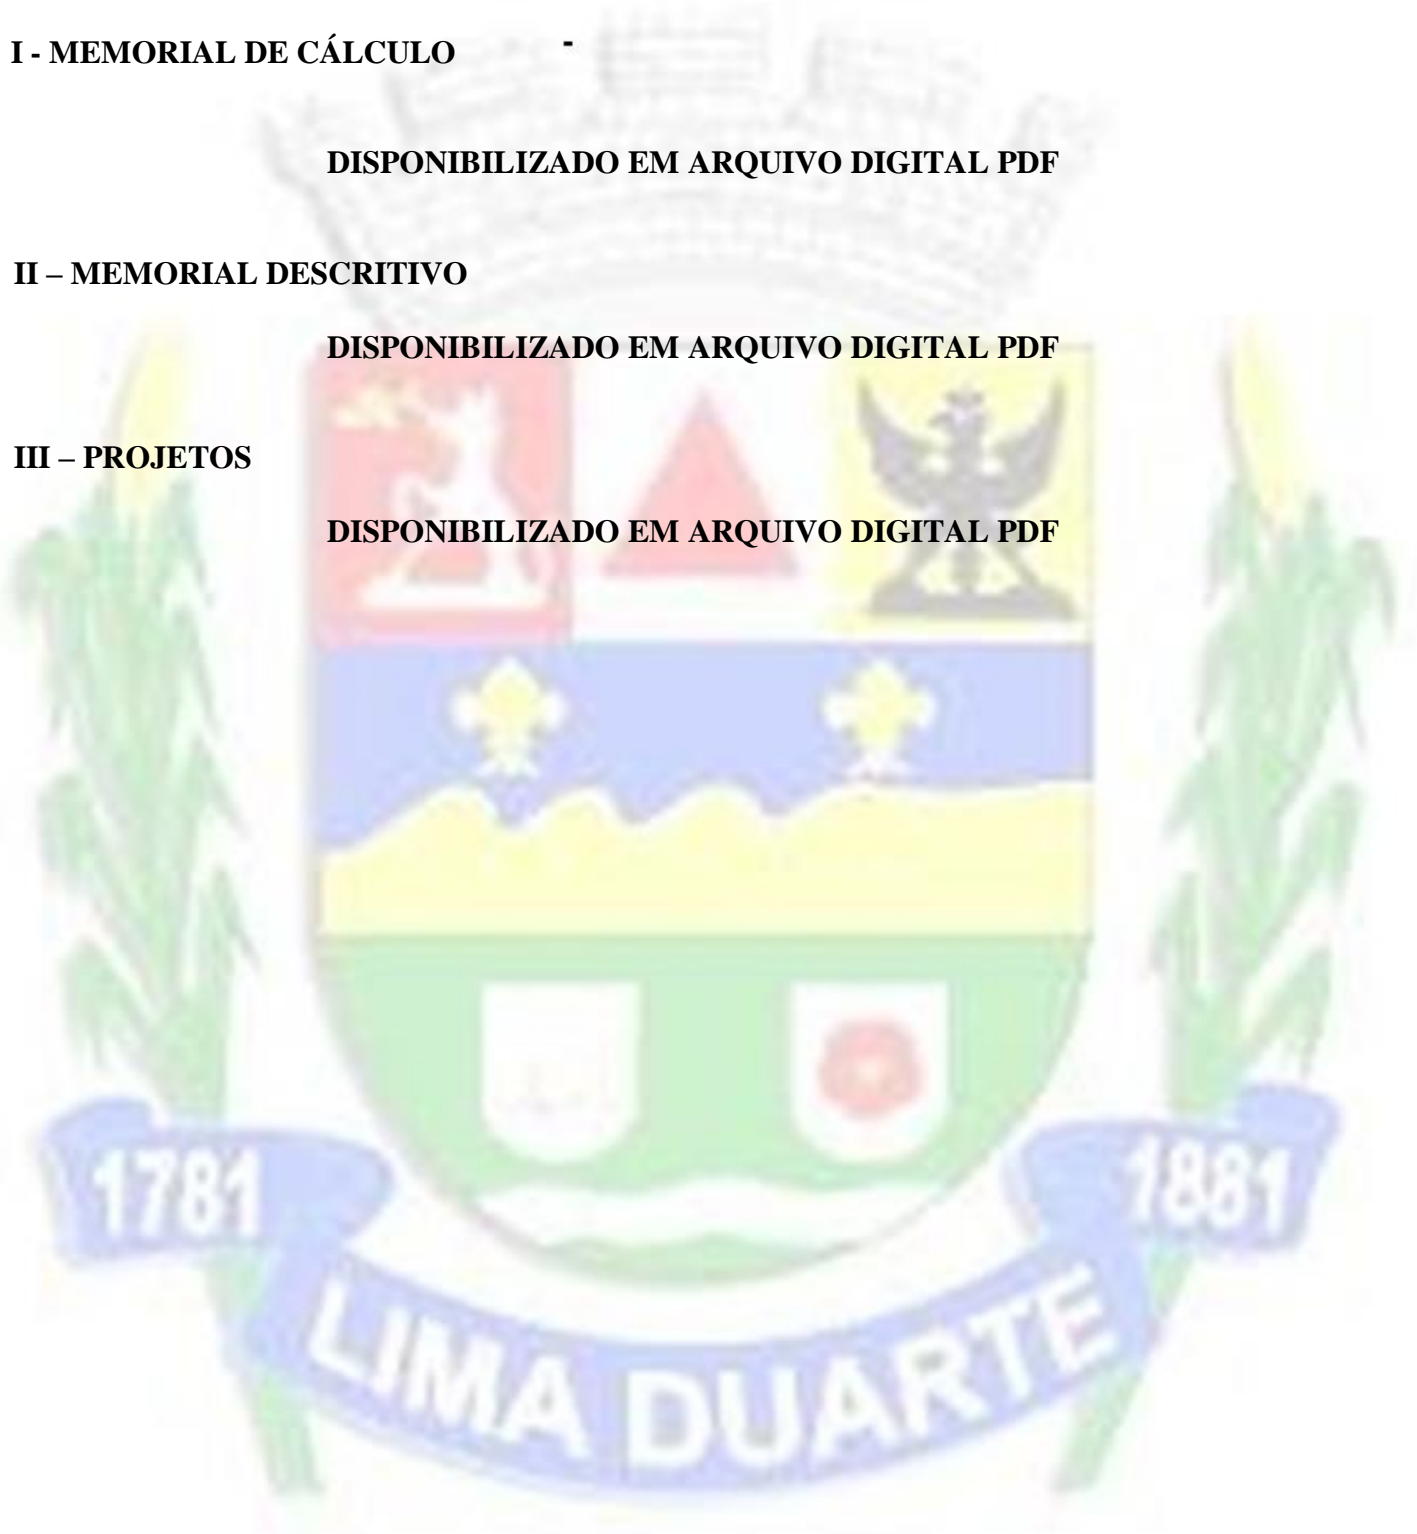 I - MEMORIAL DE CÁLCULO -
DISPONIBILIZADO EM ARQUIVO DIGITAL PDF
II – MEMORIAL DESCRITIVO
DISPONIBILIZADO EM ARQUIVO DIGITAL PDF
III – PROJETOS
DISPONIBILIZADO EM ARQUIVO DIGITAL PDF
1781
1881
LIMA DUARTE